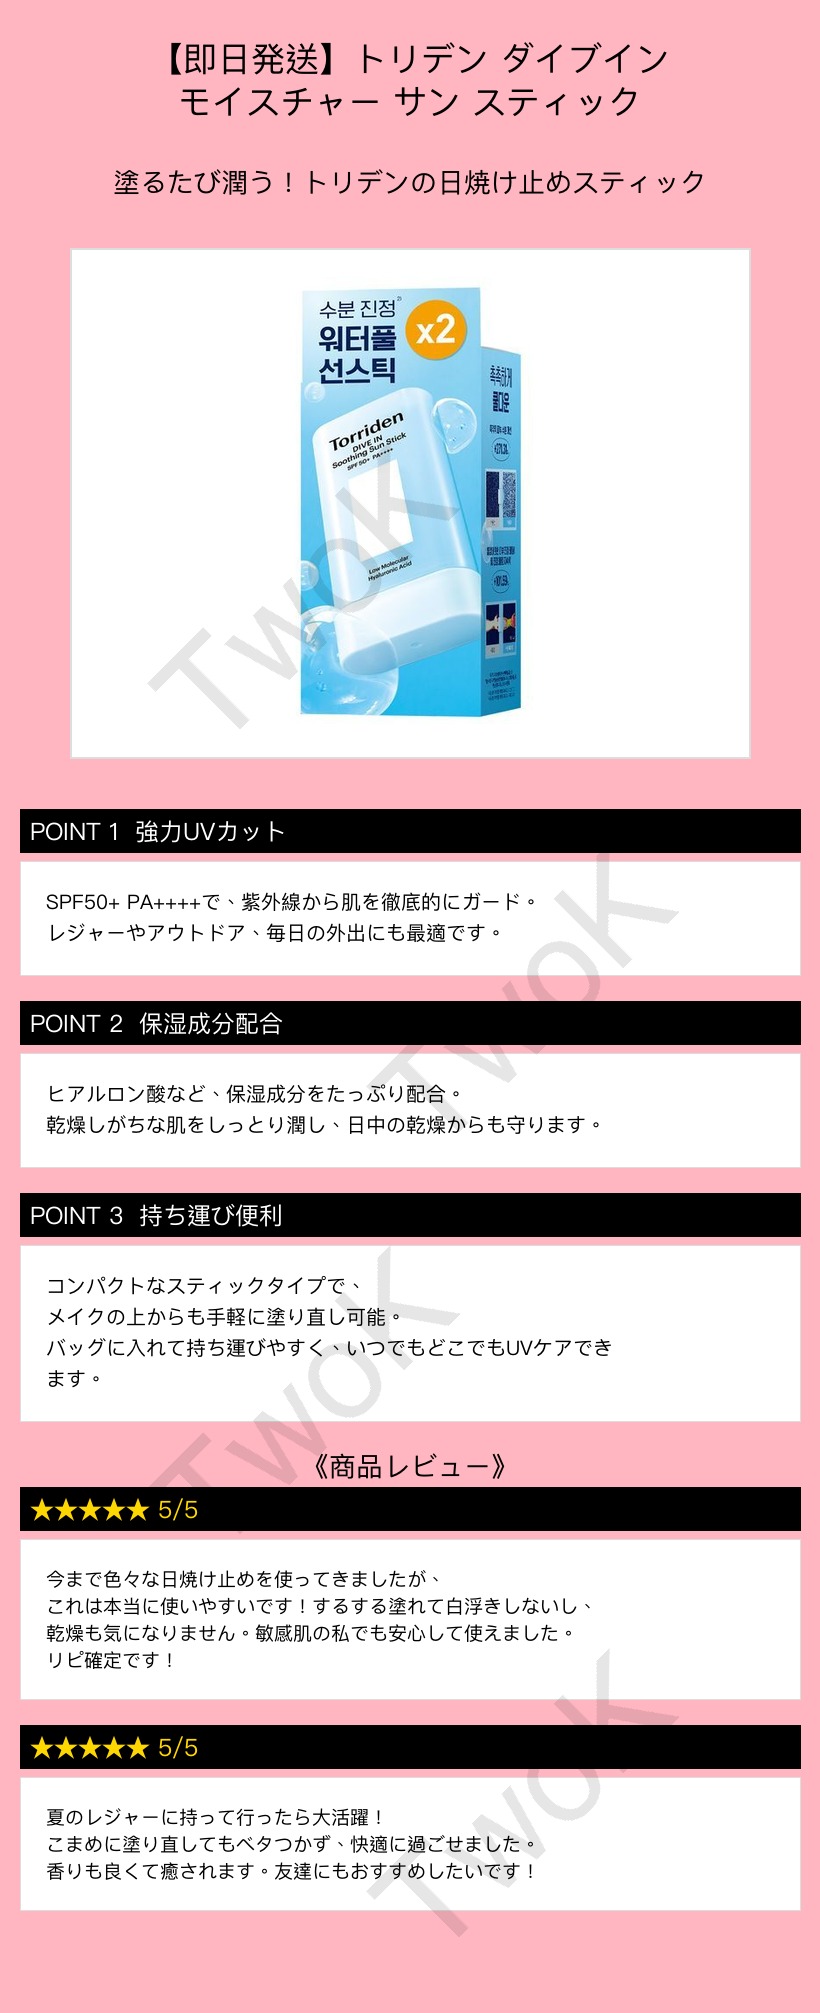 【即日発送】トリデン ダイブイン
モイスチャー サン スティック
塗るたび潤う！トリデンの日焼け止めスティック
수분 진정 2)
워터풀
선스틱
x2
Torriden
DIVE IN
Soothing Sun Stick
SPF 50+ PA++++
Low Molecular
Hyaluronic Acid
촉촉하게
쿨다운
TwoK
POINT 1 強力UVカット
SPF50+ PA++++で、紫外線から肌を徹底的にガード。
レジャーやアウトドア、毎日の外出にも最適です。
TwoK
POINT 2 保湿成分配合
ヒアルロン酸など、保湿成分をたっぷり配合。
乾燥しがちな肌をしっとり潤し、日中の乾燥からも守ります。
POINT 3 持ち運び便利
コンパクトなスティックタイプで、
メイクの上からも手軽に塗り直し可能。
バッグに入れて持ち運びやすく、いつでもどこでもUVケアでき
ます。
TwoK
《商品レビュー》
★★★★★ 5/5
今まで色々な日焼け止めを使ってきましたが、
これは本当に使いやすいです！するする塗れて白浮きしないし、
乾燥も気になりません。敏感肌の私でも安心して使えました。
リピ確定です！
★★★★★ 5/5
夏のレジャーに持って行ったら大活躍！
こまめに塗り直してもベタつかず、快適に過ごせました。
香りも良くて癒されます。友達にもおすすめしたいです！
TwoK